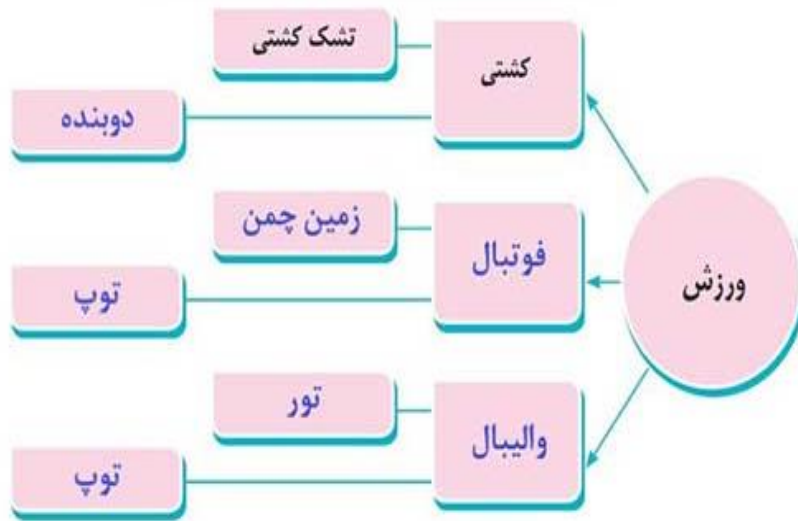 ورزش
کشتی
تشک کشتی
دوبنده
فوتبال
زمین چمن
توپ
والیبال
تور
توپ